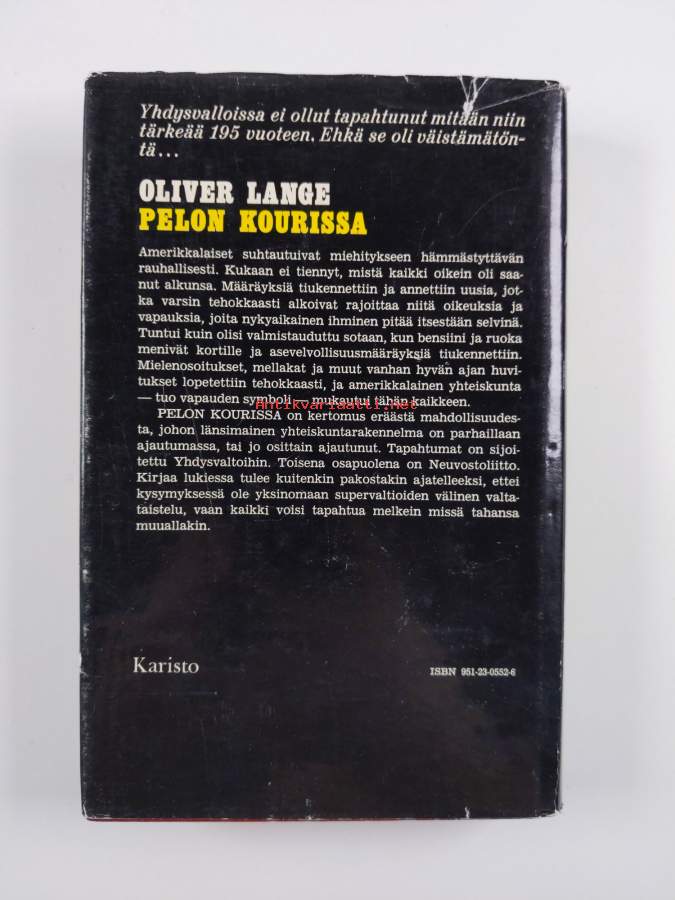 Yhdysvalloissa ei ollut tapahtunut mitään niin
tärkeää 195 vuoteen. Ehkä se oli väistämätön-
tä...
OLIVER LANGE
PELON KOURISSA
Amerikkalaiset suhtautuivat miehitykseen hämmästyttävän
rauhallisesti. Kukaan ei tiennyt, mistä kaikki oikein oli saa-
nut alkunsa. Määräyksiä tiukennettiin ja annettiin uusia, jot-
ka varsin tehokkaasti alkoivat rajoittaa niitä oikeuksia ja
vapauksia, joita nykyaikainen ihminen pitää itsestään selvinä.
Tuntui kuin olisi valmistauduttu sotaan, kun bensiini ja ruoka
menivät kortille ja asevelvollisuusmääräyksiä tiukennettiin.
Mielenosoitukset, mellakat ja muut vanhan hyvän ajan huvi-
tukset lopetettiin tehokkaasti, ja amerikkalainen yhteiskunta
— tuo vapauden symboli — mukautui tähän kaikkeen.
Antikvariaatti.net
PELON KOURISSA on kertomus eräästä mahdollisuudes-
ta, johon länsimainen yhteiskuntarakennelma on parhaillaan
ajautumassa, tai jo osittain ajautunut. Tapahtumat on sijoi-
tettu Yhdysvaltoihin. Toisena osapuolena on Neuvostoliitto.
Kirjaa lukiessa tulee kuitenkin pakostakin ajatelleeksi, ettei
kysymyksessä ole yksinomaan supervaltioiden välinen valta-
taistelu, vaan kaikki voisi tapahtua melkein missä tahansa
muuallakin.
Karisto
ISBN 951-23-0552-6